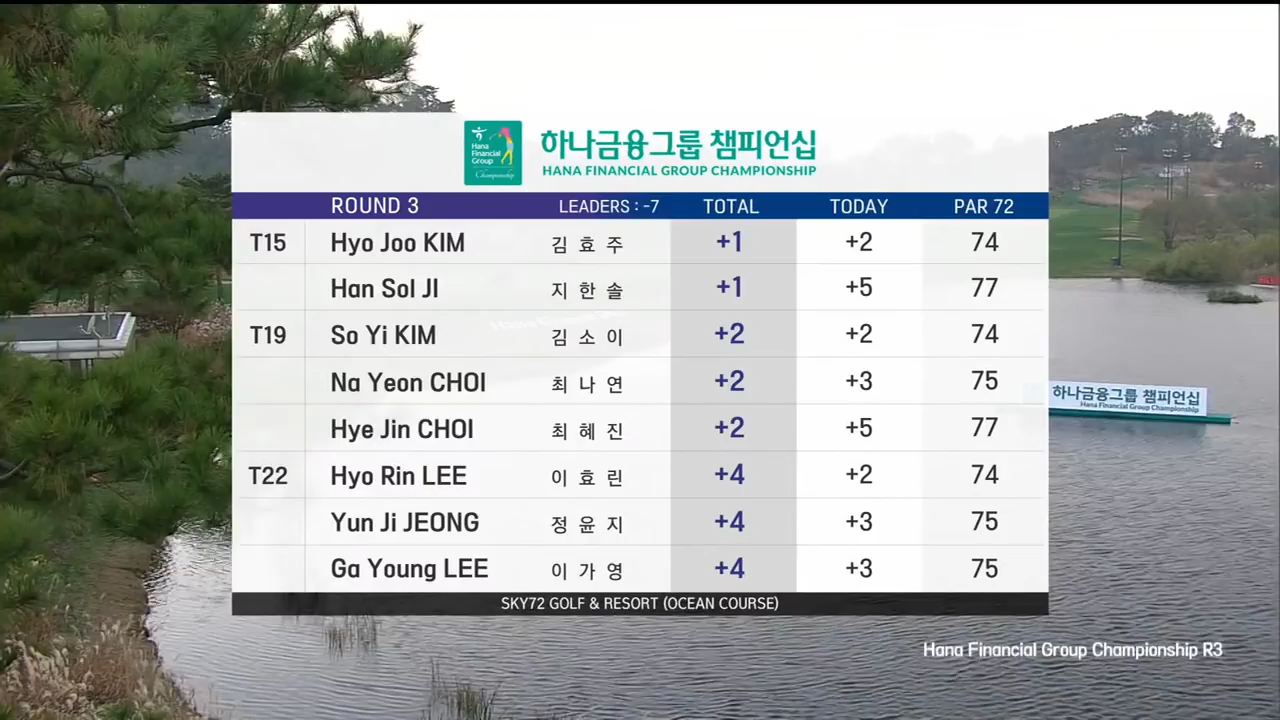 Hana
Financial
Group
Championship
하나금융그룹 챔피언십
HANA FINANCIAL GROUP CHAMPIONSHIP
ROUND 3 LEADERS : -7 TOTAL TODAY PAR 72
T15 Hyo Joo KIM 김 효 주 +1 +2 74
Han Sol JI 지 한 솔 +1 +5 77
T19 So Yi KIM 김 소 이 +2 +2 74
Na Yeon CHOI 최 나 연 +2 +3 75
Hye Jin CHOI 최 혜 진 +2 +5 77
T22 Hyo Rin LEE 이 효 린 +4 +2 74
Yun Ji JEONG 정 윤 지 +4 +3 75
Ga Young LEE 이 가 영 +4 +3 75
SKY72 GOLF & RESORT (OCEAN COURSE)
하나금융그룹 챔피언십
Hana Financial Group Championship
Hana Financial Group Championship R3